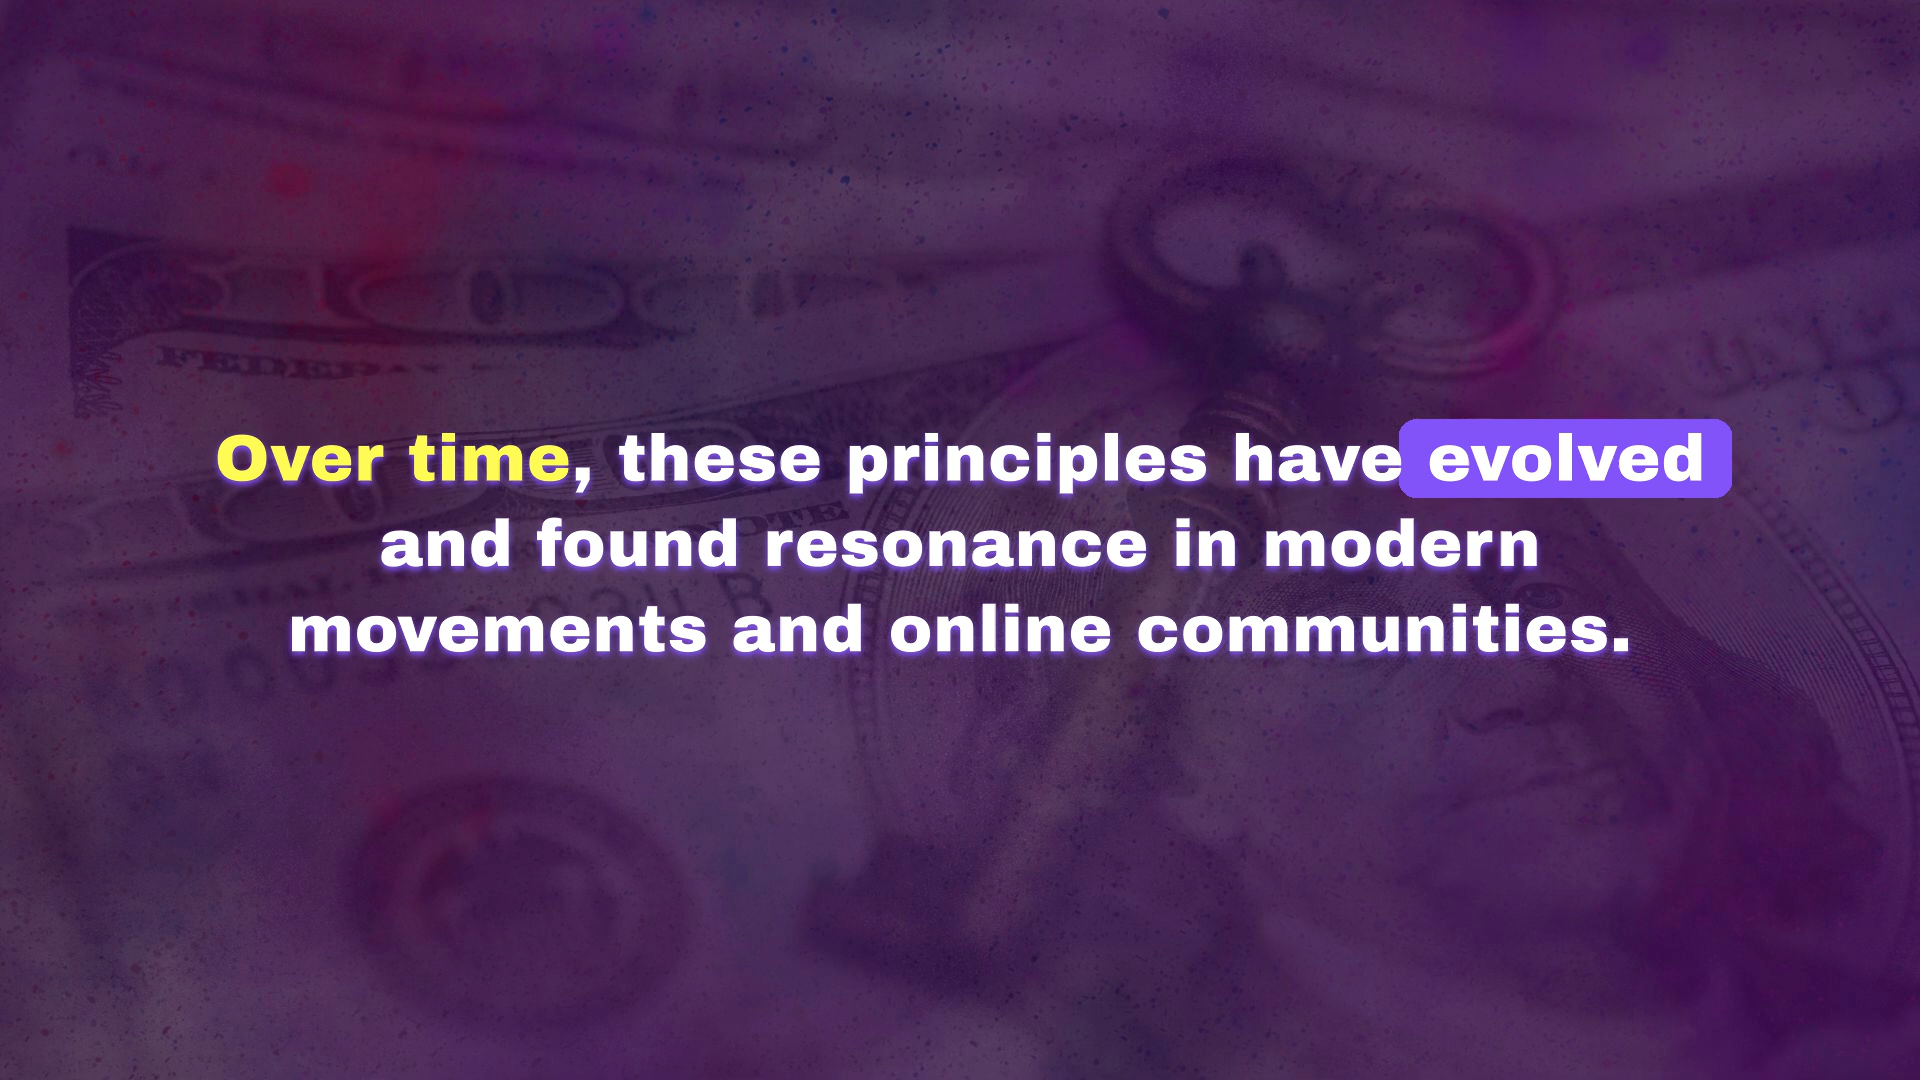 Over time, these principles have evolved
and found resonance in modern
movements and online communities.